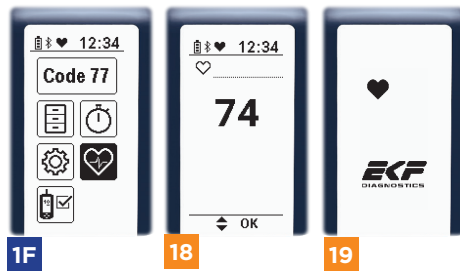 12:34
Code 77
1F
12:34
74
OK
18
EKF
DIAGNOSTICS
19